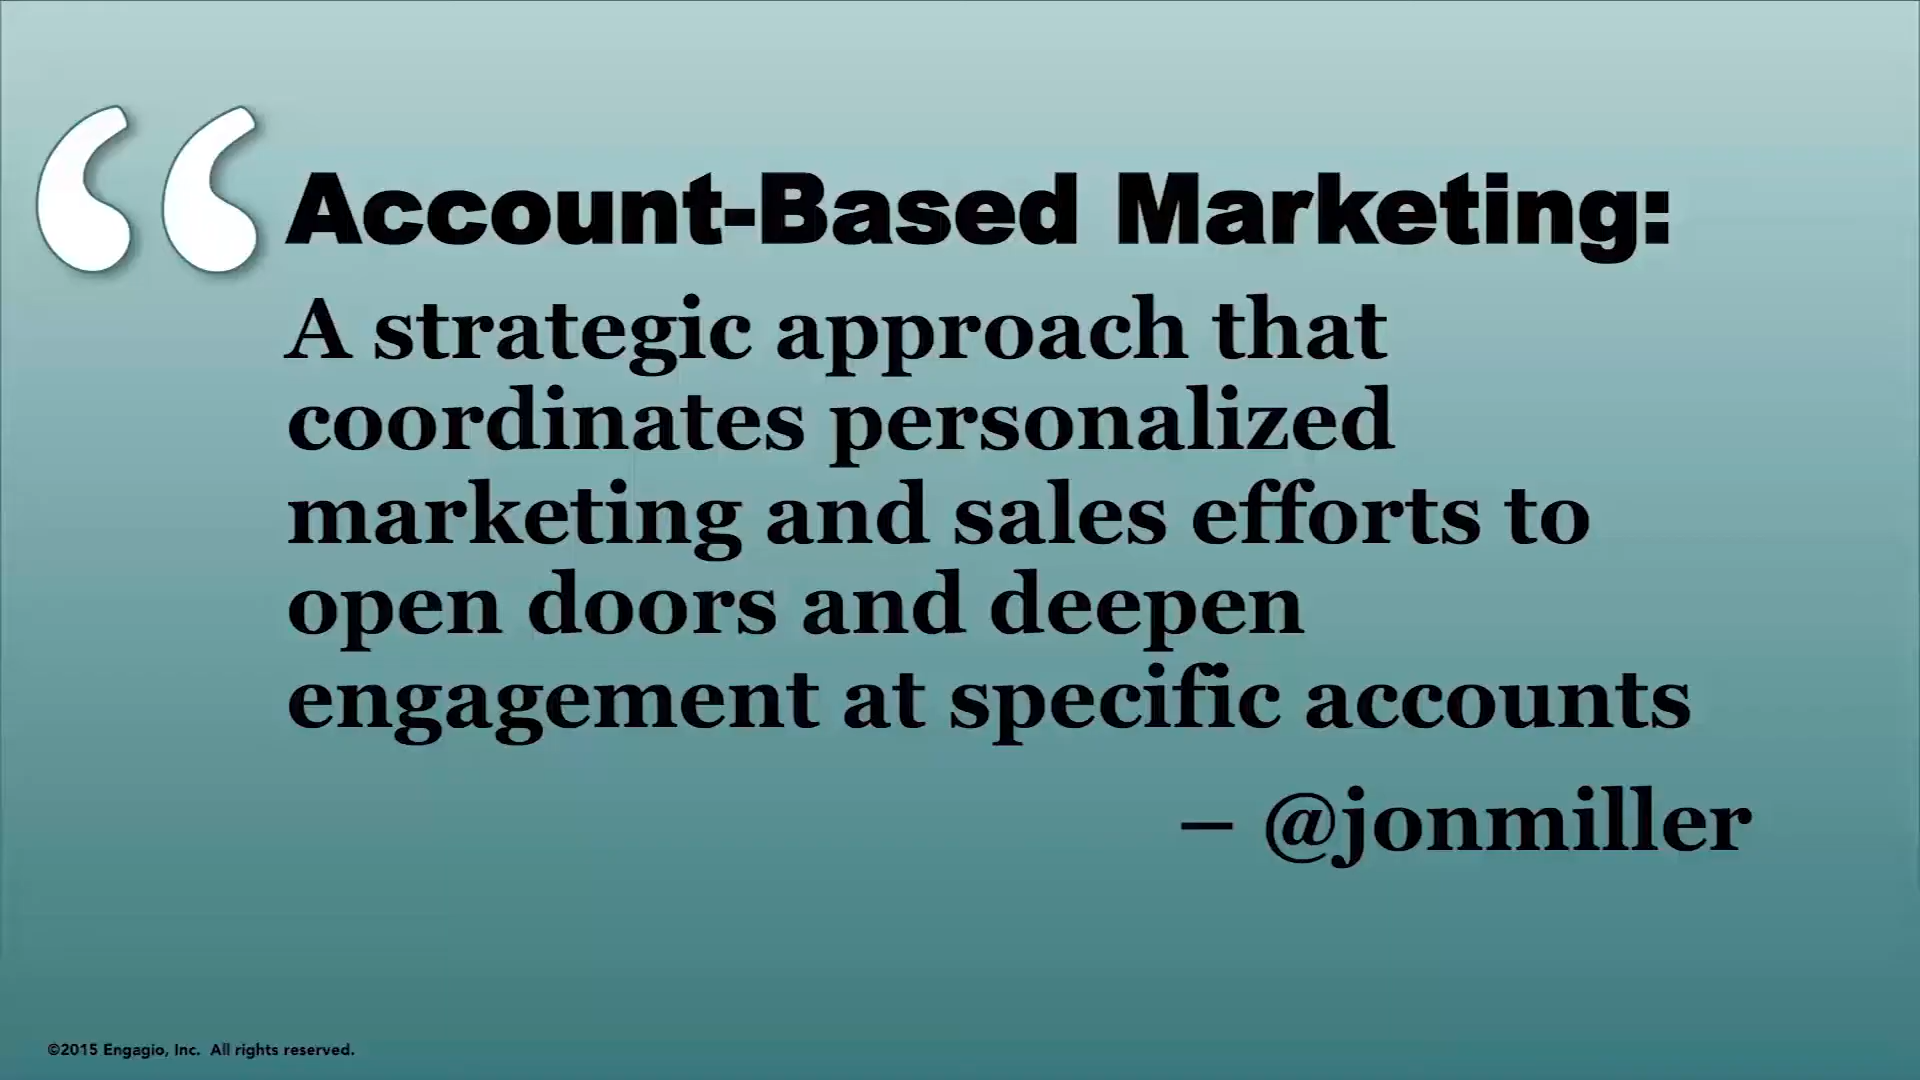 “Account-Based Marketing:
A strategic approach that
coordinates personalized
marketing and sales efforts to
open doors and deepen
engagement at specific accounts
– @jonmiller
©2015 Engagio, Inc. All rights reserved.